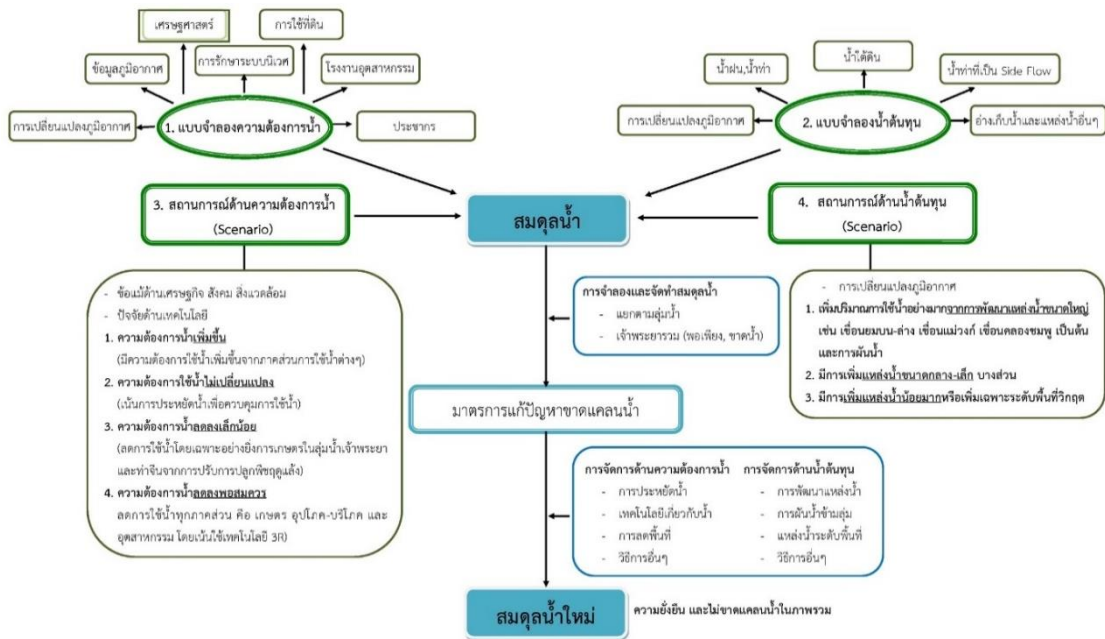 เศรษฐศาสตร์
การใช้ที่ดิน
ข้อมูลภูมิอากาศ
การรักษาระบบนิเวศ
โรงงานอุตสาหกรรม
การเปลี่ยนแปลงภูมิอากาศ
1. แบบจำลองความต้องการน้ำ
ประชากร
น้ำใต้ดิน
น้ำฝน,น้ำท่า
น้ำท่าที่เป็น Side Flow
การเปลี่ยนแปลงภูมิอากาศ
2. แบบจำลองน้ำต้นทุน
อ่างเก็บน้ำและแหล่งน้ำอื่นๆ
3. สถานการณ์ด้านความต้องการน้ำ
(Scenario)
สมดุลน้ำ
4. สถานการณ์ด้านน้ำต้นทุน
(Scenario)
- ข้อแม้ด้านเศรษฐกิจ สังคม สิ่งแวดล้อม
- ปัจจัยด้านเทคโนโลยี
1. ความต้องการน้ำเพิ่มขึ้น
(มีความต้องการใช้น้ำเพิ่มขึ้นจากภาคส่วนการใช้น้ำต่างๆ)
2. ความต้องการใช้น้ำไม่เปลี่ยนแปลง
(เน้นการประหยัดน้ำเพื่อควบคุมการใช้น้ำ)
3. ความต้องการน้ำลดลงเล็กน้อย
(ลดการใช้น้ำโดยเฉพาะอย่างยิ่งการเกษตรในลุ่มน้ำเจ้าพระยา
และท่าจีนจากการปรับการปลูกพืชฤดูแล้ง)
4. ความต้องการน้ำลดลงพอสมควร
ลดการใช้น้ำทุกภาคส่วน คือ เกษตร อุปโภค-บริโภค และ
อุตสาหกรรม โดยเน้นใช้เทคโนโลยี 3R)
การจำลองและจัดทำสมดุลน้ำ
- แยกตามลุ่มน้ำ
- เจ้าพระยารวม (พอเพียง, ขาดน้ำ)
- การเปลี่ยนแปลงภูมิอากาศ
1. เพิ่มปริมาณการใช้น้ำอย่างมากจากการพัฒนาแหล่งน้ำขนาดใหญ่
เช่น เขื่อนยมบน-ล่าง เขื่อนแม่วงก์ เขื่อนคลองชมพู เป็นต้น
และการผันน้ำ
2. มีการเพิ่มแหล่งน้ำขนาดกลาง-เล็ก บางส่วน
3. มีการเพิ่มแหล่งน้ำน้อยมากหรือเพิ่มเฉพาะระดับพื้นที่วิกฤต
มาตรการแก้ปัญหาขาดแคลนน้ำ
การจัดการด้านความต้องการน้ำ
- การประหยัดน้ำ
- เทคโนโลยีเกี่ยวกับน้ำ
- การลดพื้นที่
- วิธีการอื่นๆ
การจัดการด้านน้ำต้นทุน
- การพัฒนาแหล่งน้ำ
- การผันน้ำข้ามลุ่ม
- แหล่งน้ำระดับพื้นที่
- วิธีการอื่นๆ
สมดุลน้ำใหม่
ความยั่งยืน และไม่ขาดแคลนน้ำในภาพรวม